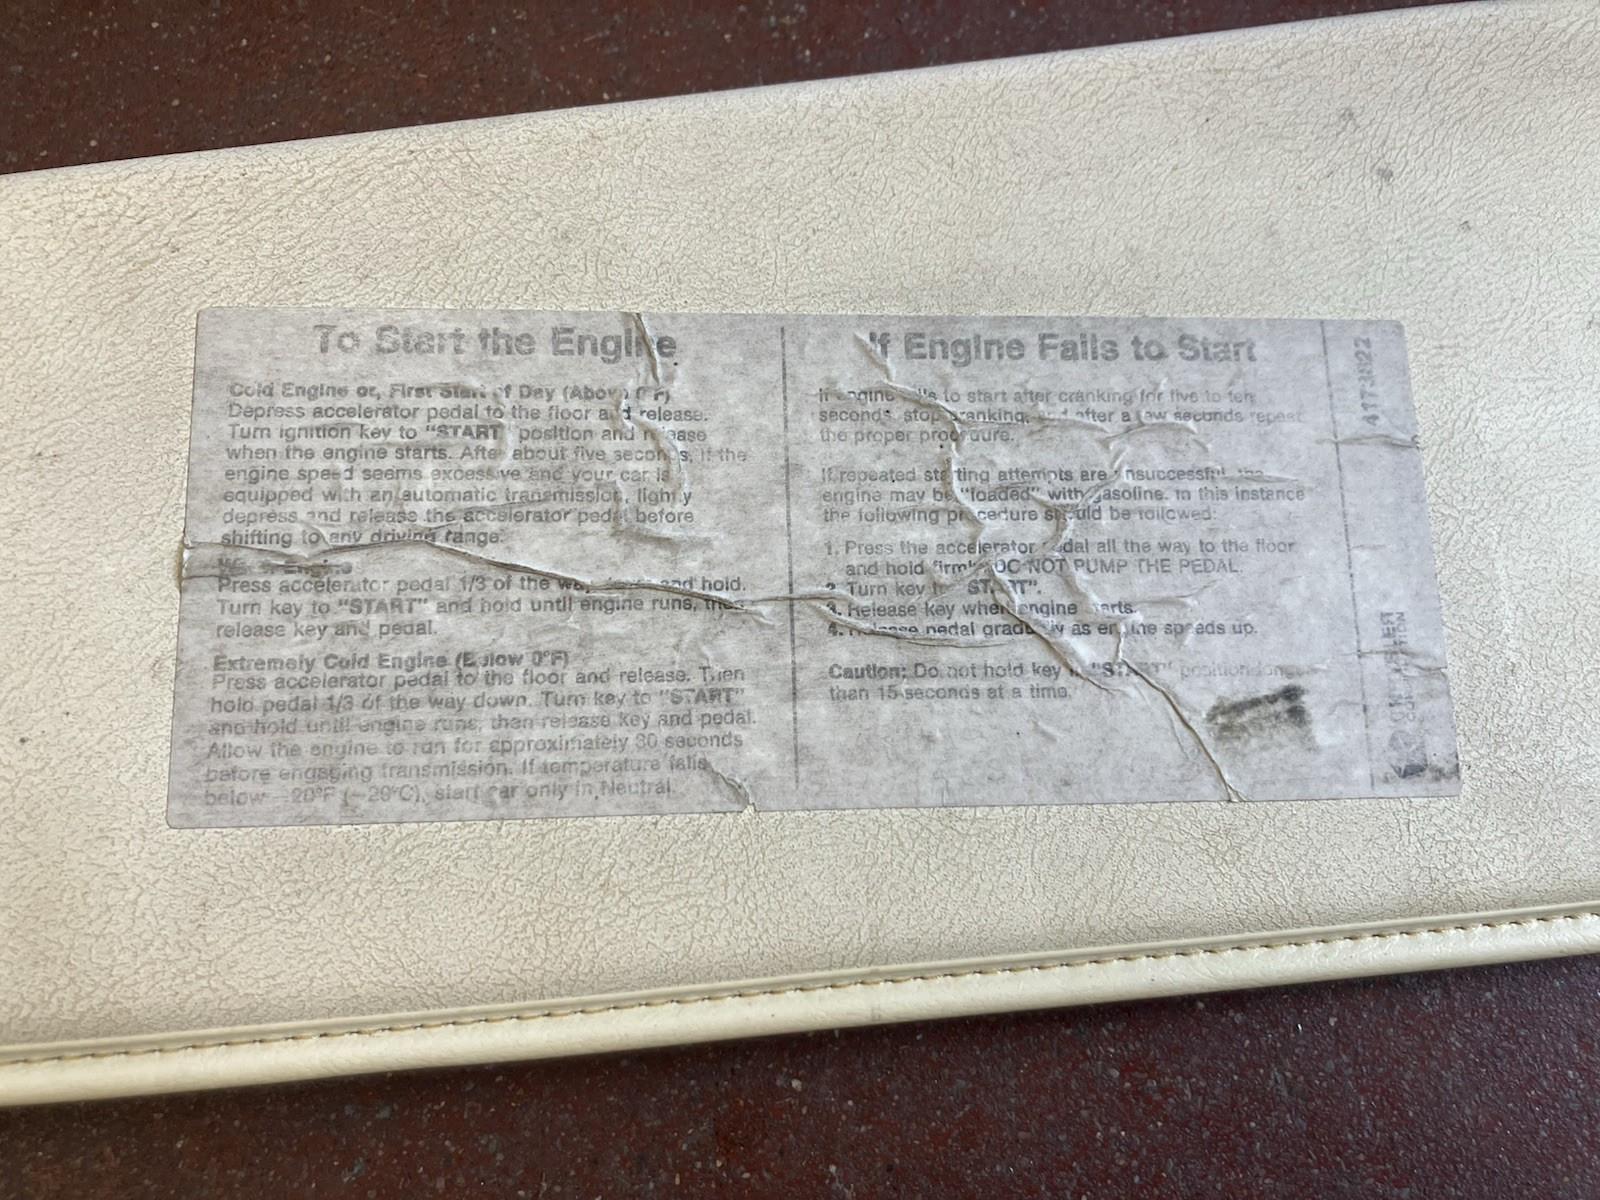 To Start the Engine
Cold Engine or, First Start of Day (Above 0°F)
Depress accelerator pedal to the floor and release.
Turn ignition key to "START" position and release
when the engine starts. After about five seconds, if the
engine speed seems excessive and your car is
equipped with an automatic transmission, lightly
depress and release the accelerator pedal before
shifting to any driving range.
Engine
Press accelerator pedal 1/3 of the way down and hold.
Turn key to "START" and hold until engine runs, then
release key and pedal.
Extremely Cold Engine (Below 0°F)
Press accelerator pedal to the floor and release. Then
hold pedal 1/3 of the way down. Turn key to "START"
and hold until engine runs, then release key and pedal.
Allow the engine to run for approximately 30 seconds
before engaging transmission. If temperature falls
below -20°F (-29°C), start car only in Neutral.
If Engine Fails to Start
If engine fails to start after cranking for five to ten
seconds, stop cranking, and after a few seconds repeat
the proper procedure.
If repeated starting attempts are unsuccessful, the
engine may be "loaded" with gasoline. In this instance
the following procedure should be followed:
1. Press the accelerator pedal all the way to the floor
and hold firmly. DO NOT PUMP THE PEDAL.
2. Turn key to "START".
3. Release key when engine starts.
4. Release pedal gradually as engine speeds up.
Caution: Do not hold key in "START" position longer
than 15 seconds at a time.
4173822